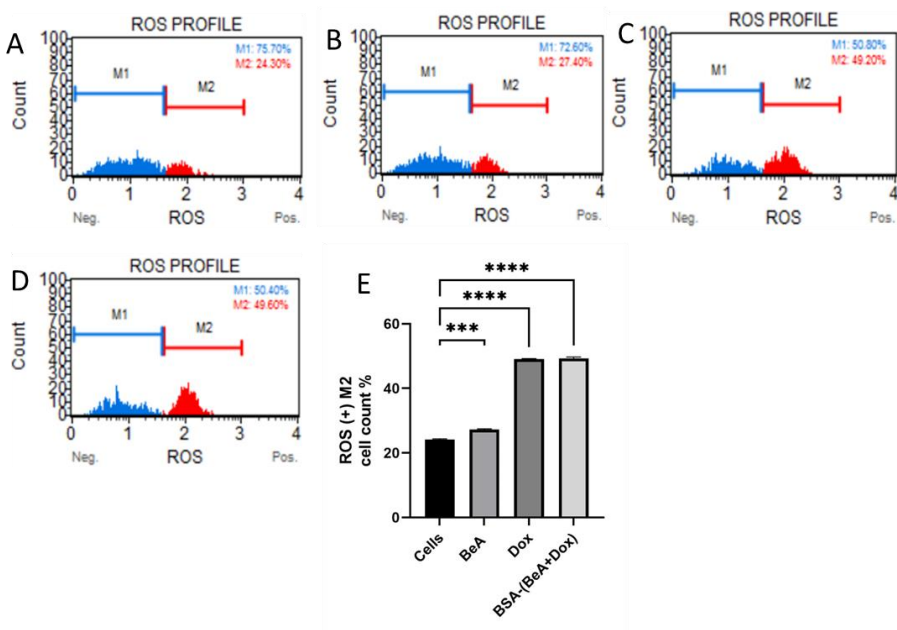 A
ROS PROFILE
M1: 75.70%
M2: 24.30%
M1
M2
Count
100
90
80
70
60
50
40
30
20
10
0
0 1 2 3 4
Neg. ROS Pos.
B
ROS PROFILE
M1: 72.60%
M2: 27.40%
M1
M2
Count
100
90
80
70
60
50
40
30
20
10
0
0 1 2 3 4
Neg. ROS Pos.
C
ROS PROFILE
M1: 50.80%
M2: 49.20%
M1
M2
Count
100
90
80
70
60
50
40
30
20
10
0
0 1 2 3 4
Neg. ROS Pos.
D
ROS PROFILE
M1: 50.40%
M2: 49.60%
M1
M2
Count
100
90
80
70
60
50
40
30
20
10
0
0 1 2 3 4
Neg. ROS Pos.
E
****
****
***
ROS (+) M2
cell count %
60
40
20
0
Cells
BeA
Dox
BSA-(BeA+Dox)